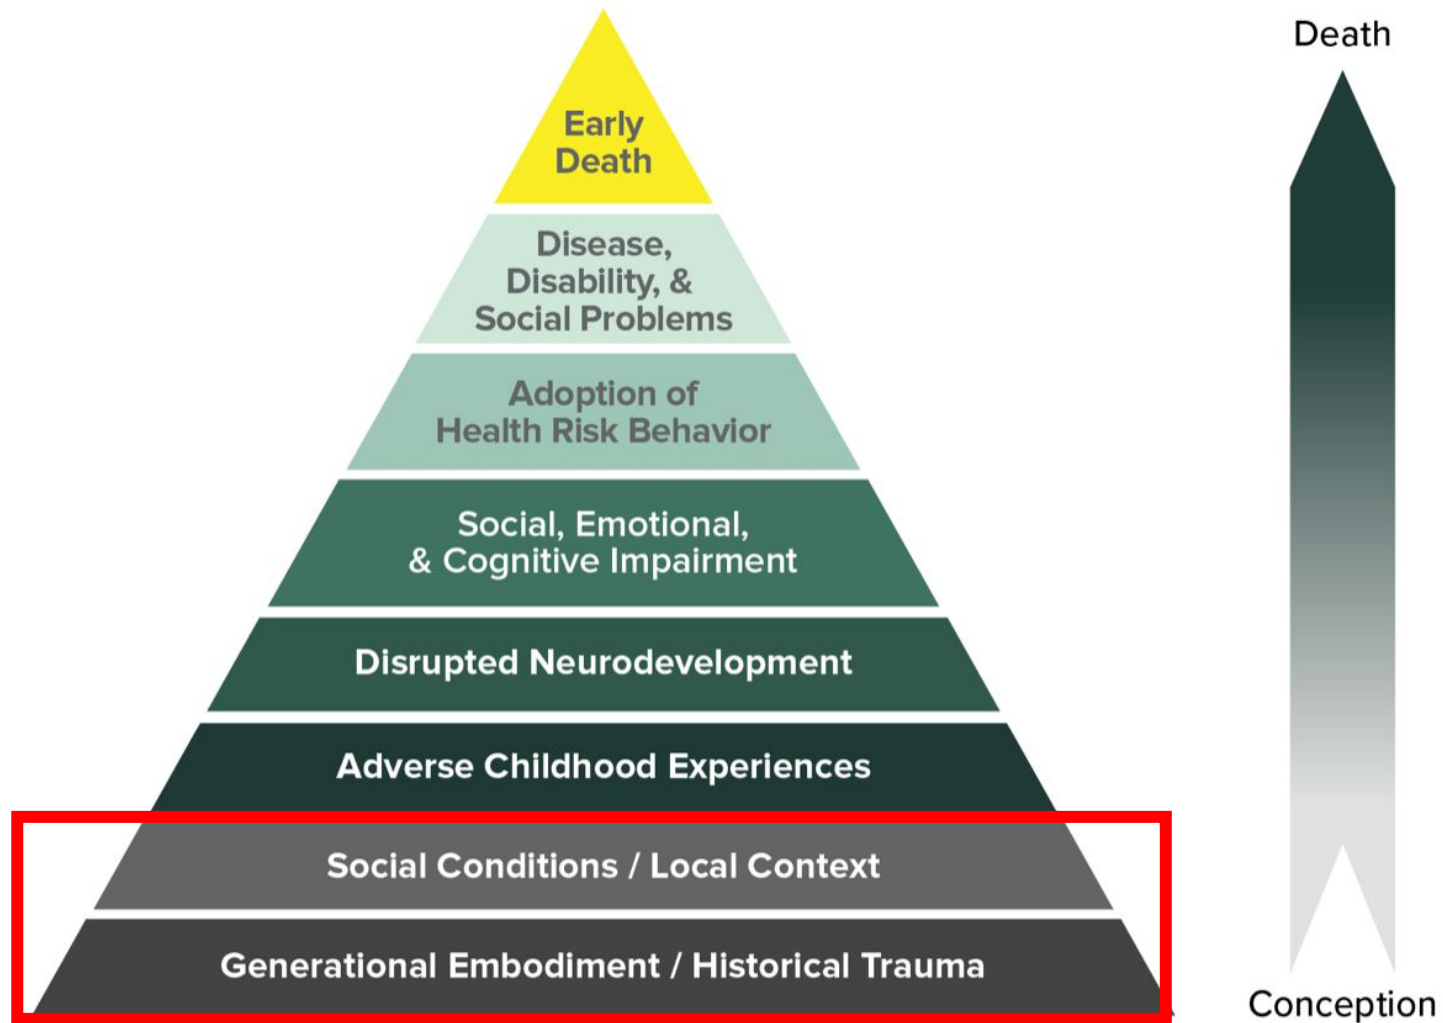 Early
Death
Disease,
Disability, &
Social Problems
Adoption of
Health Risk Behavior
Social, Emotional,
& Cognitive Impairment
Disrupted Neurodevelopment
Adverse Childhood Experiences
Social Conditions / Local Context
Generational Embodiment / Historical Trauma
Death
Conception